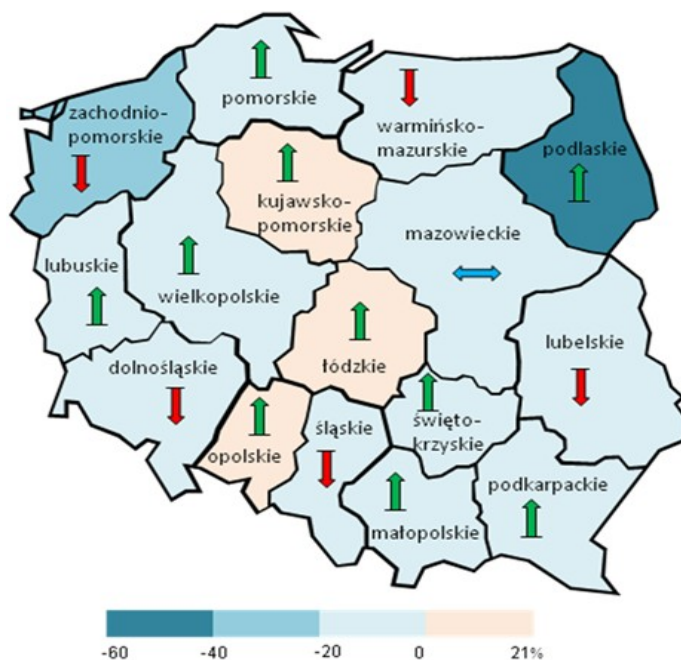 pomorskie
zachodnio-
pomorskie
warmińsko-
mazurskie
podlaskie
kujawsko-
pomorskie
mazowieckie
lubuskie
wielkopolskie
łódzkie
lubelskie
dolnośląskie
opolskie
śląskie
święto-
krzyskie
małopolskie
podkarpackie
-60 -40 -20 0 21%